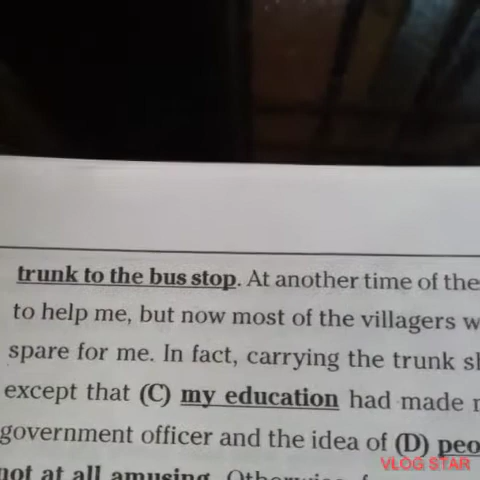 trunk to the bus stop. At another time of the
to help me, but now most of the villagers
spare for me. In fact, carrying the trunk
except that (C) my education had made
government officer and the idea of (D)
not at all amusing.
VLOG STAR